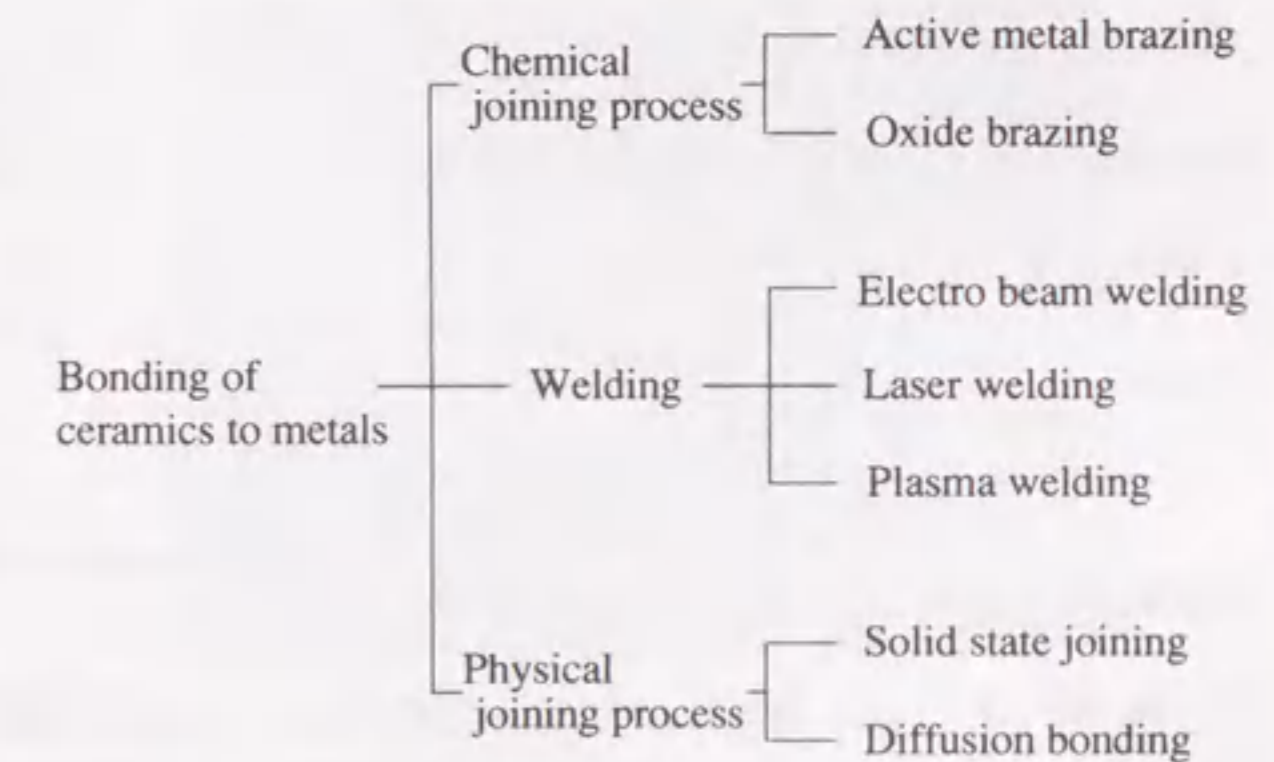 Bonding of
ceramics to metals
Chemical
joining process
Active metal brazing
Oxide brazing
Welding
Electro beam welding
Laser welding
Plasma welding
Physical
joining process
Solid state joining
Diffusion bonding